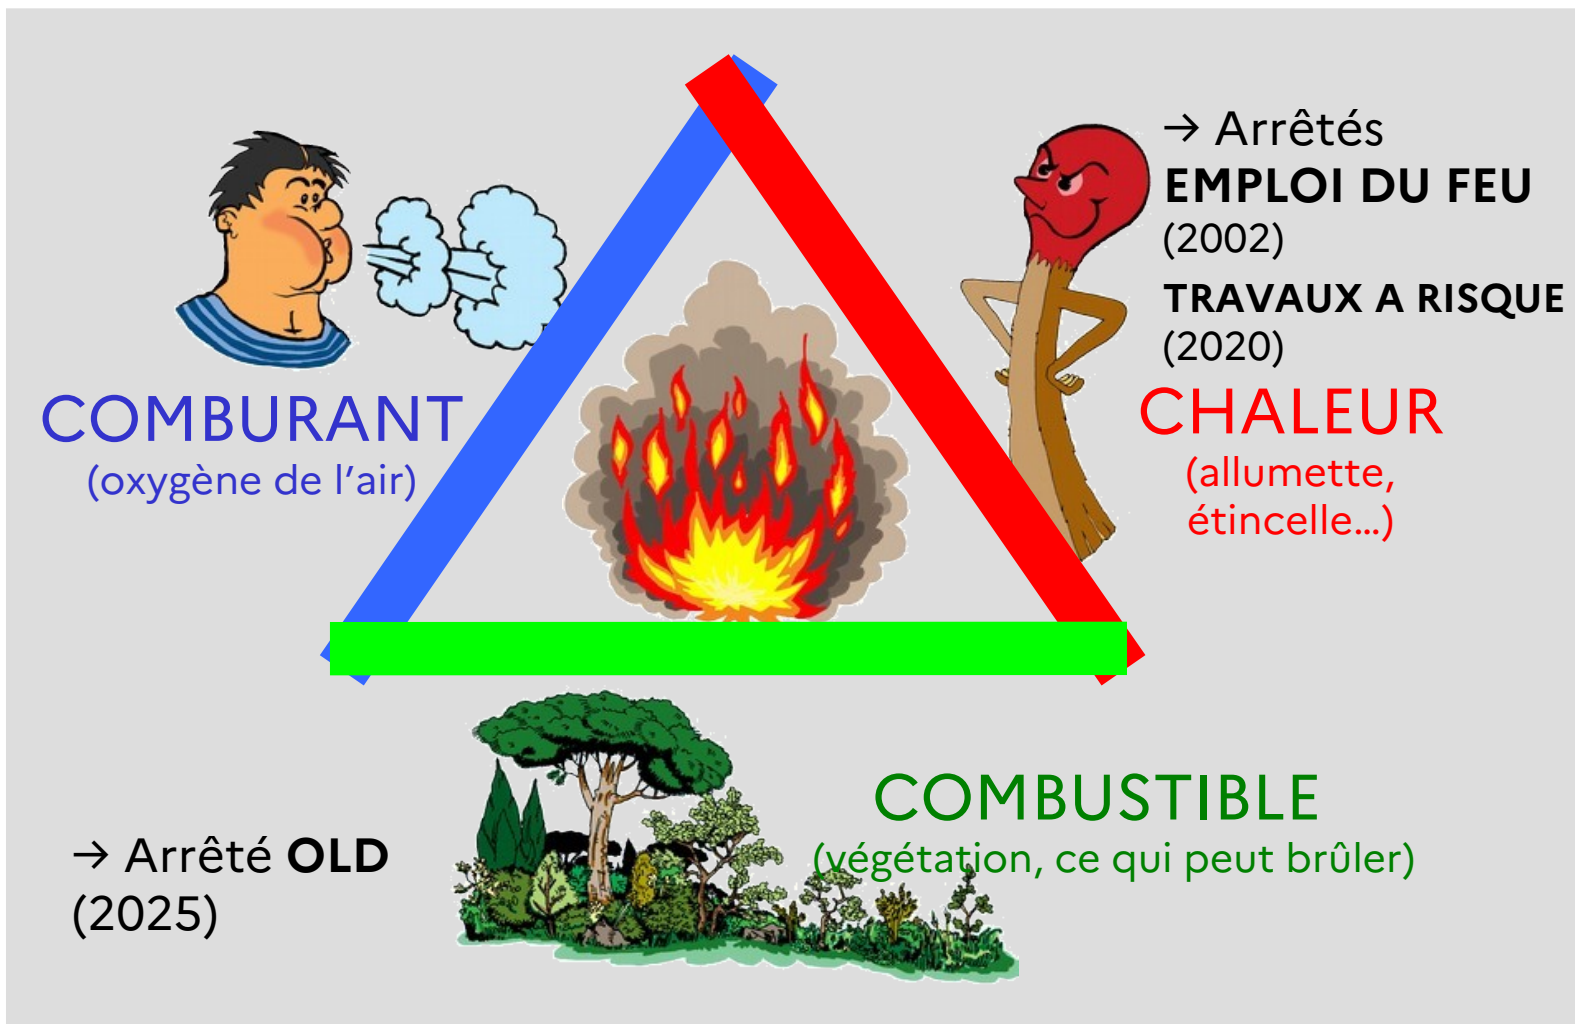 → Arrêtés
EMPLOI DU FEU
(2002)
TRAVAUX A RISQUE
(2020)
COMBURANT
(oxygène de l’air)
CHALEUR
(allumette,
étincelle...)
COMBUSTIBLE
(végétation, ce qui peut brûler)
→ Arrêté OLD
(2025)